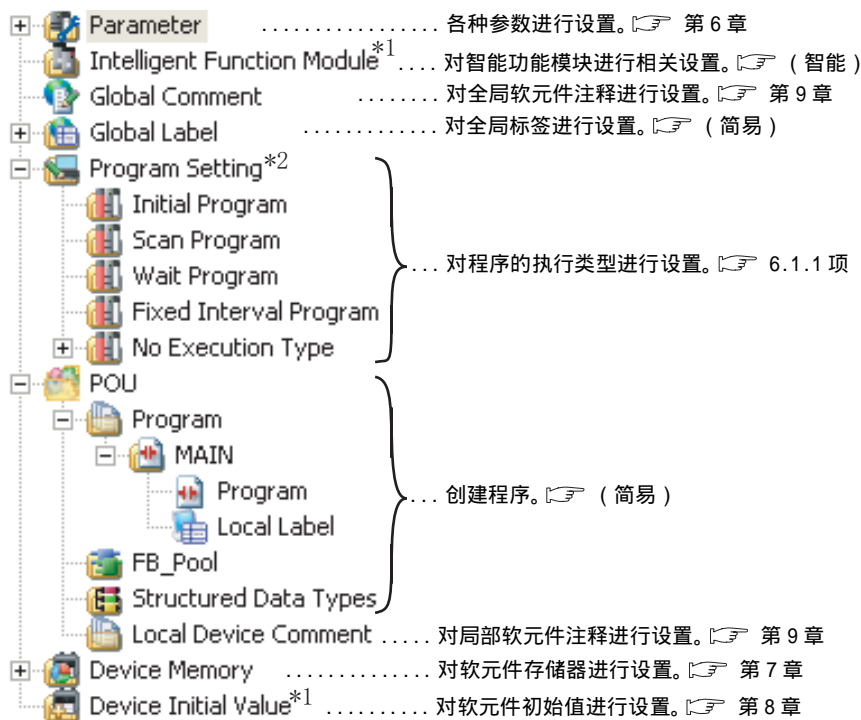 Parameter ................. 各种参数进行设置。☞ 第6章
Intelligent Function Module*1.... 对智能功能模块进行相关设置。☞ (智能)
Global Comment ........ 对全局软元件注释进行设置。☞ 第9章
Global Label ............. 对全局标签进行设置。☞ (简易)
Program Setting*2
Initial Program
Scan Program
Wait Program
... 对程序的执行类型进行设置。☞ 6.1.1项
Fixed Interval Program
No Execution Type
POU
Program
MAIN
Program
... 创建程序。☞ (简易)
Local Label
FB_Pool
Structured Data Types
Local Device Comment ..... 对局部软元件注释进行设置。☞ 第9章
Device Memory .............. 对软元件存储器进行设置。☞ 第7章
Device Initial Value*1 .......... 对软元件初始值进行设置。☞ 第8章